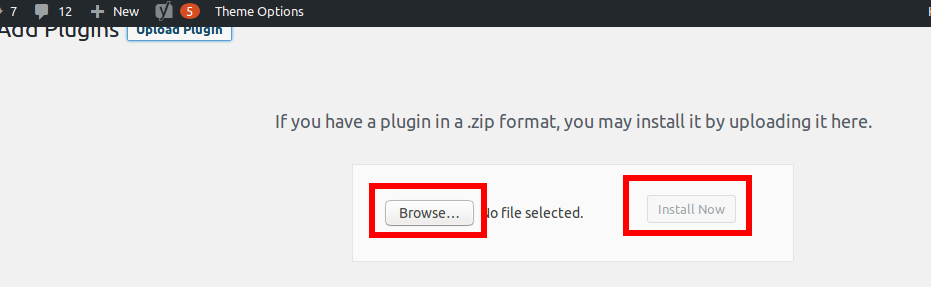 7 12 New 5 Theme Options
Add Plugins Upload Plugin
If you have a plugin in a .zip format, you may install it by uploading it here.
Browse... No file selected. Install Now